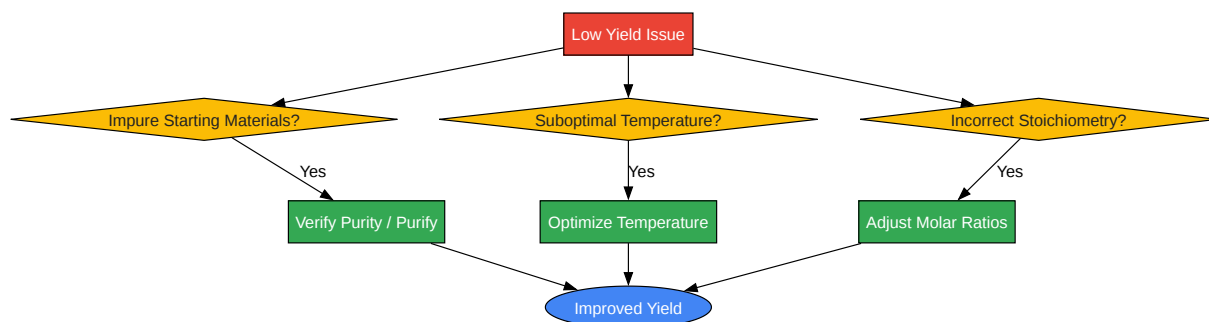 Low Yield Issue
Impure Starting Materials?
Suboptimal Temperature?
Incorrect Stoichiometry?
Yes
Yes
Yes
Verify Purity / Purify
Optimize Temperature
Adjust Molar Ratios
Improved Yield